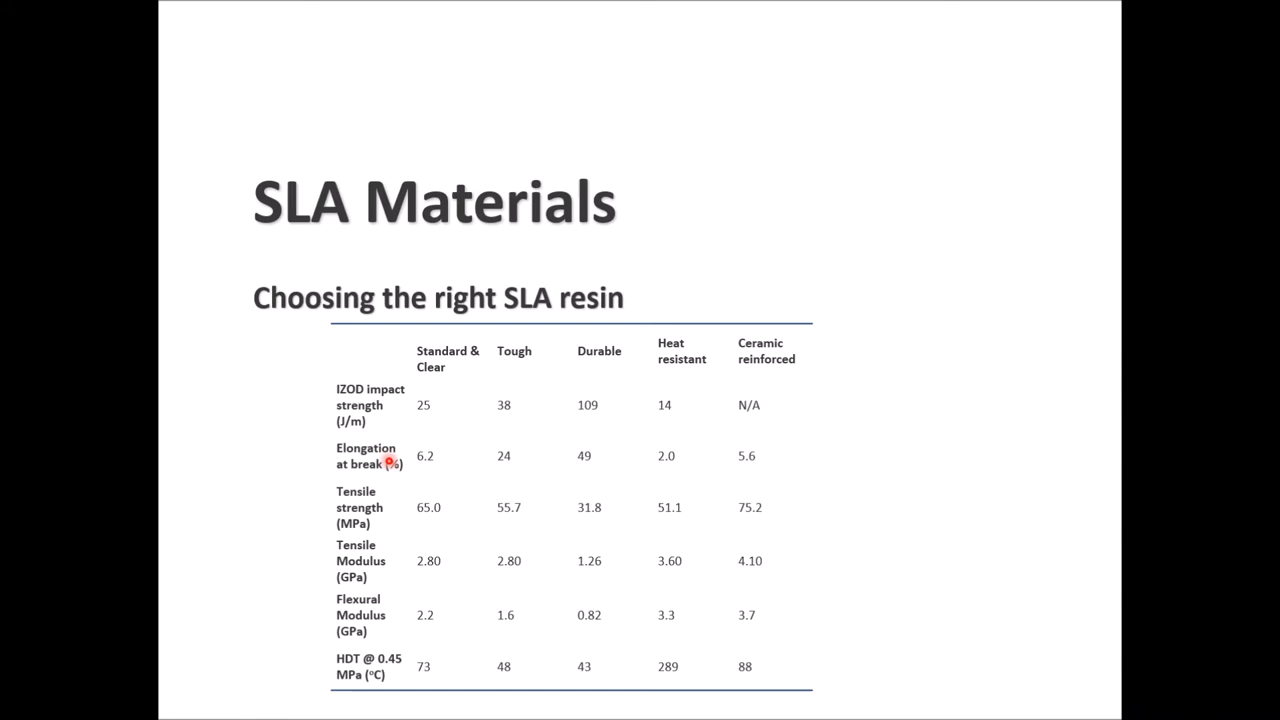 SLA Materials
Choosing the right SLA resin
Standard & Clear Tough Durable Heat resistant Ceramic reinforced
IZOD impact strength (J/m) 25 38 109 14 N/A
Elongation at break (%) 6.2 24 49 2.0 5.6
Tensile strength (MPa) 65.0 55.7 31.8 51.1 75.2
Tensile Modulus (GPa) 2.80 2.80 1.26 3.60 4.10
Flexural Modulus (GPa) 2.2 1.6 0.82 3.3 3.7
HDT @ 0.45 MPa (°C) 73 48 43 289 88